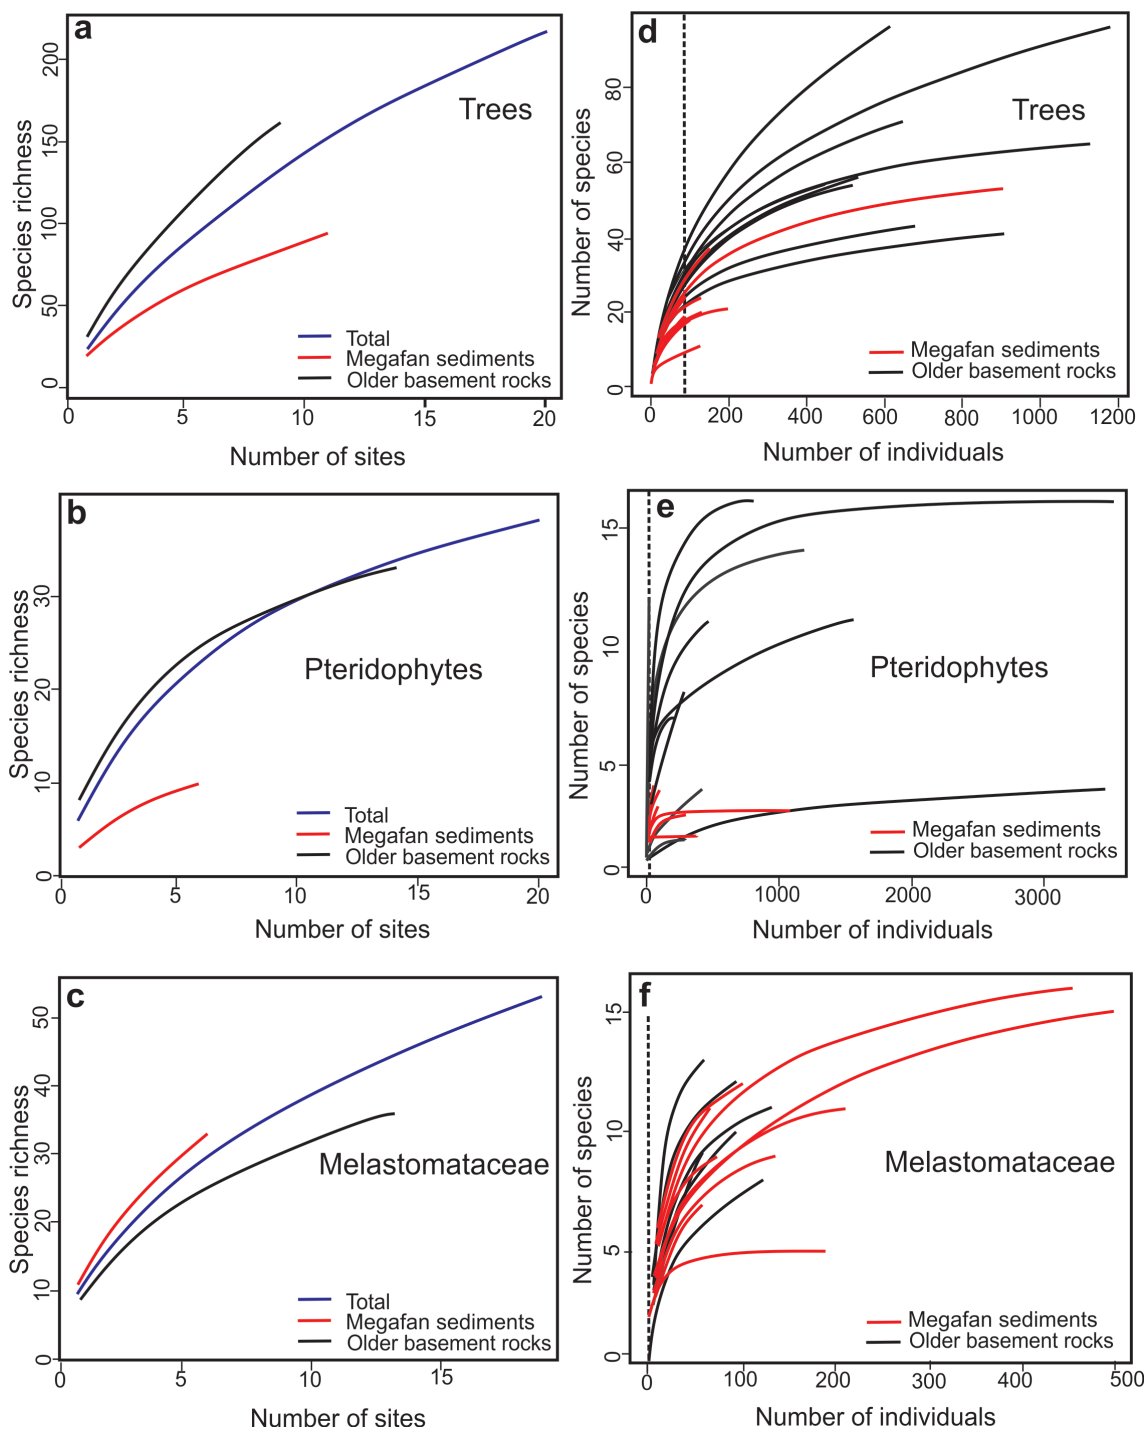 a
Species richness
200
150
100
50
0
Trees
Total
Megafan sediments
Older basement rocks
0 5 10 15 20
Number of sites
d
Number of species
80
60
40
20
0
Trees
Megafan sediments
Older basement rocks
0 200 400 600 800 1000 1200
Number of individuals
b
Species richness
30
20
10
0
Pteridophytes
Total
Megafan sediments
Older basement rocks
0 5 10 15 20
Number of sites
e
Number of species
15
10
5
0
Pteridophytes
Megafan sediments
Older basement rocks
0 1000 2000 3000
Number of individuals
c
Species richness
50
40
30
20
10
0
Melastomataceae
Total
Megafan sediments
Older basement rocks
0 5 10 15
Number of sites
f
Number of species
15
10
5
0
Melastomataceae
Megafan sediments
Older basement rocks
0 100 200 300 400 500
Number of individuals